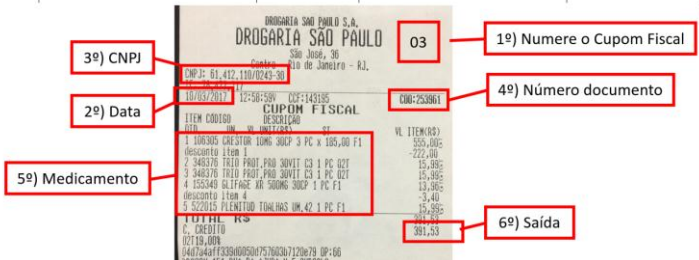 DROGARIA SAO PAULO S.A.
DROGARIA SÃO PAULO
03
1º) Numere o Cupom Fiscal
São José, 36
Centro Rio de Janeiro - RJ.
3º) CNPJ
CNPJ: 61.412.110/0243-30
2º) Data
10/03/2017 12:58:59V CCF:143185 COO:253961
4º) Número documento
CUPOM FISCAL
ITEM CÓDIGO DESCRIÇÃO
QTD. UN. VL UNIT(R$) ST VL ITEM(R$)
5º) Medicamento
1 106305 CRESTOR 10MG 30CP 3 PC x 185,00 F1 555,00
desconto item 1 -222,00
2 348376 TRIO PROT.PRO 30VIT C3 1 PC 02T 15,99
3 348376 TRIO PROT.PRO 30VIT C3 1 PC 02T 15,99
4 155349 GLIFAGE XR 500MG 30CP 1 PC F1 13,96
desconto item 4 -3,40
5 522015 PLENITUD TOALHAS UM.42 1 PC F1 15,99
TOTAL R$ 391,53
C. CREDITO 391,53
6º) Saída
02T19,00%